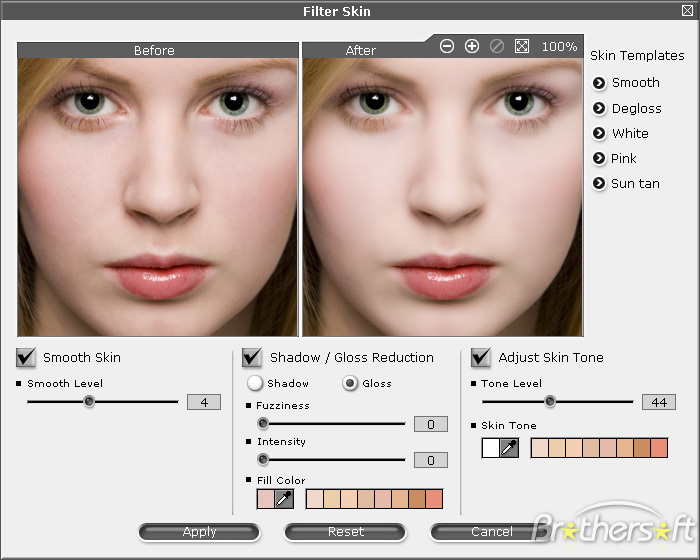 Filter Skin
Before
After
100%
Skin Templates
Smooth
Degloss
White
Pink
Sun tan
Smooth Skin
Smooth Level
4
Shadow / Gloss Reduction
Shadow
Gloss
Fuzziness
0
Intensity
0
Fill Color
Adjust Skin Tone
Tone Level
44
Skin Tone
Apply
Reset
Cancel
Brothersoft